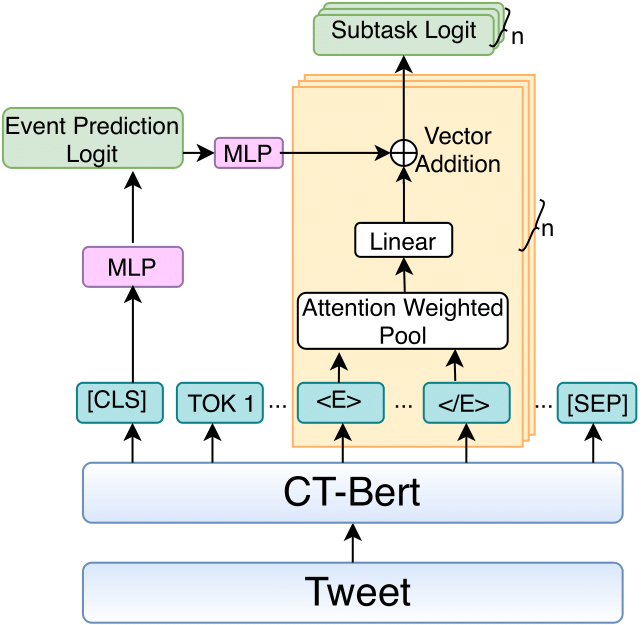 Subtask Logit
n
Event Prediction
Logit
MLP
Vector
Addition
n
Linear
MLP
Attention Weighted
Pool
[CLS]
TOK 1
...
<E>
...
</E>
...
[SEP]
CT-Bert
Tweet